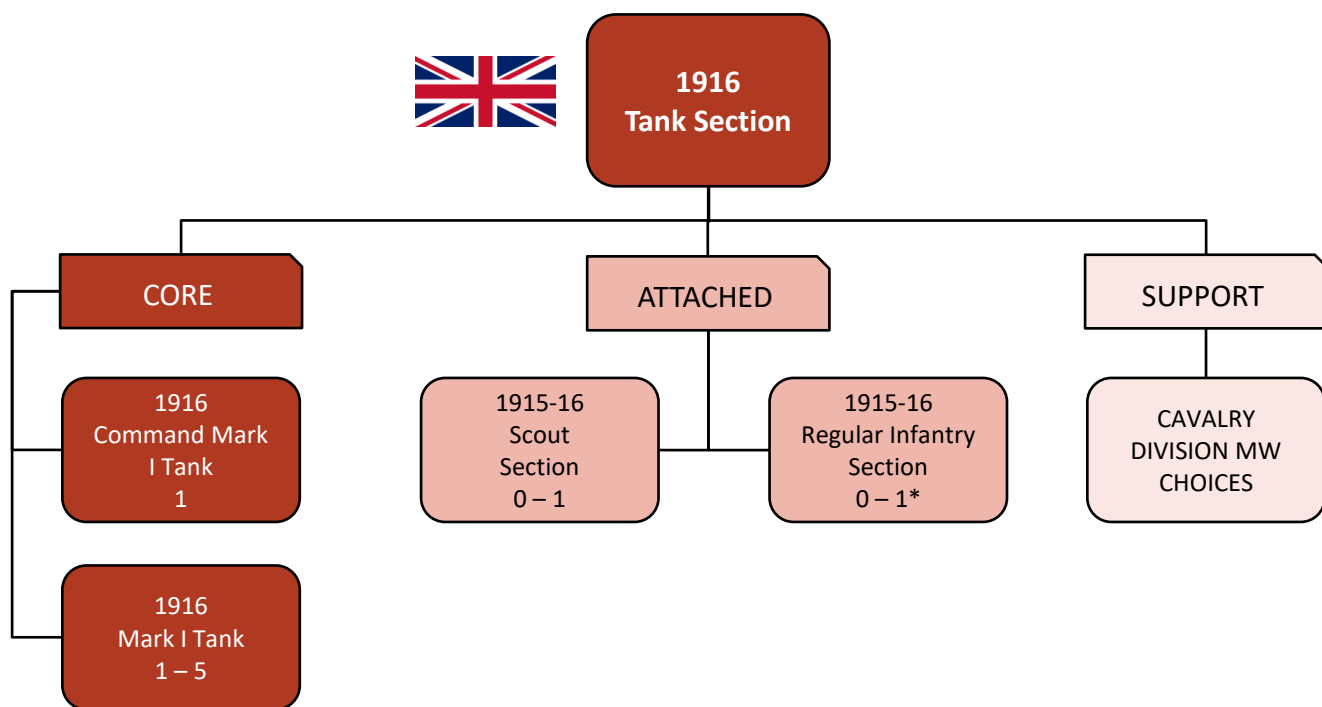 1916
Tank Section
CORE
ATTACHED
SUPPORT
1916
Command Mark
I Tank
1
1915-16
Scout
Section
0 – 1
1915-16
Regular Infantry
Section
0 – 1*
CAVALRY
DIVISION MW
CHOICES
1916
Mark I Tank
1 – 5